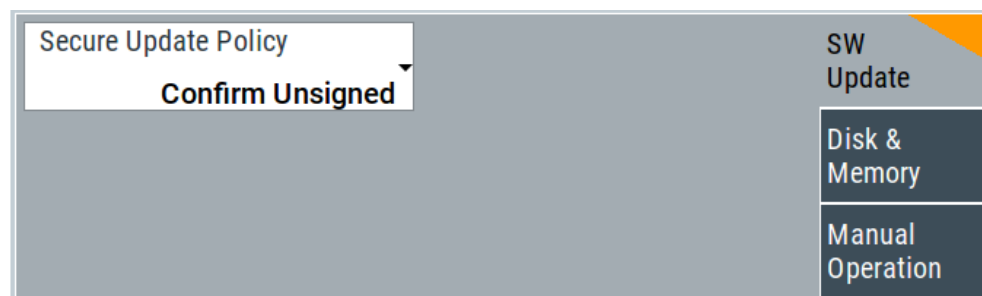 Secure Update Policy
Confirm Unsigned
SW
Update
Disk &
Memory
Manual
Operation